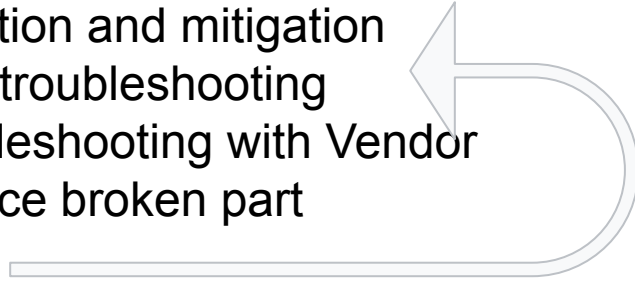 tion and mitigation
troubleshooting
leshooting with Vendor
ce broken part